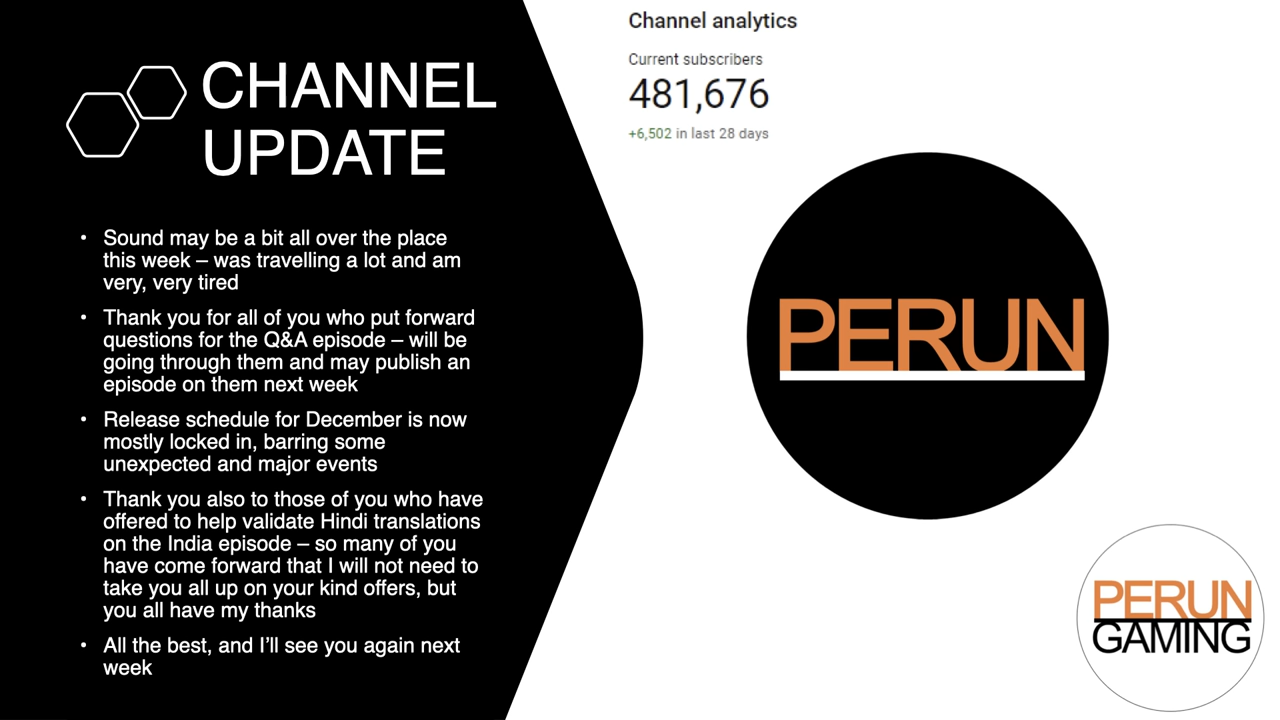 CHANNEL
UPDATE
• Sound may be a bit all over the place
this week – was travelling a lot and am
very, very tired
• Thank you for all of you who put forward
questions for the Q&A episode – will be
going through them and may publish an
episode on them next week
• Release schedule for December is now
mostly locked in, barring some
unexpected and major events
• Thank you also to those of you who have
offered to help validate Hindi translations
on the India episode – so many of you
have come forward that I will not need to
take you all up on your kind offers, but
you all have my thanks
• All the best, and I’ll see you again next
week
Channel analytics
Current subscribers
481,676
+6,502 in last 28 days
PERUN
PERUN
GAMING